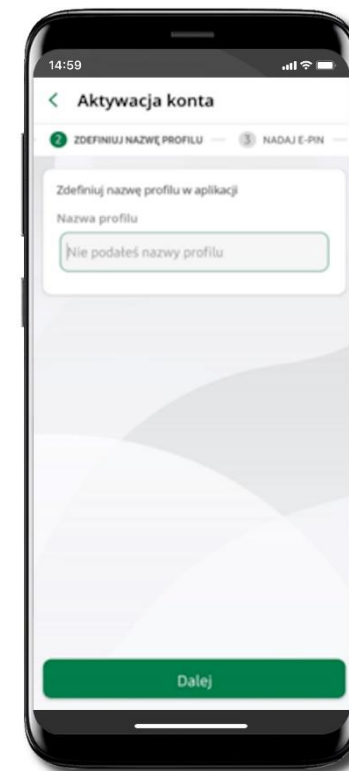 14:59
Aktywacja konta
2 ZDEFINIUJ NAZWĘ PROFILU 3 NADAJ E-PIN
Zdefiniuj nazwę profilu w aplikacji
Nazwa profilu
Nie podałeś nazwy profilu
Dalej